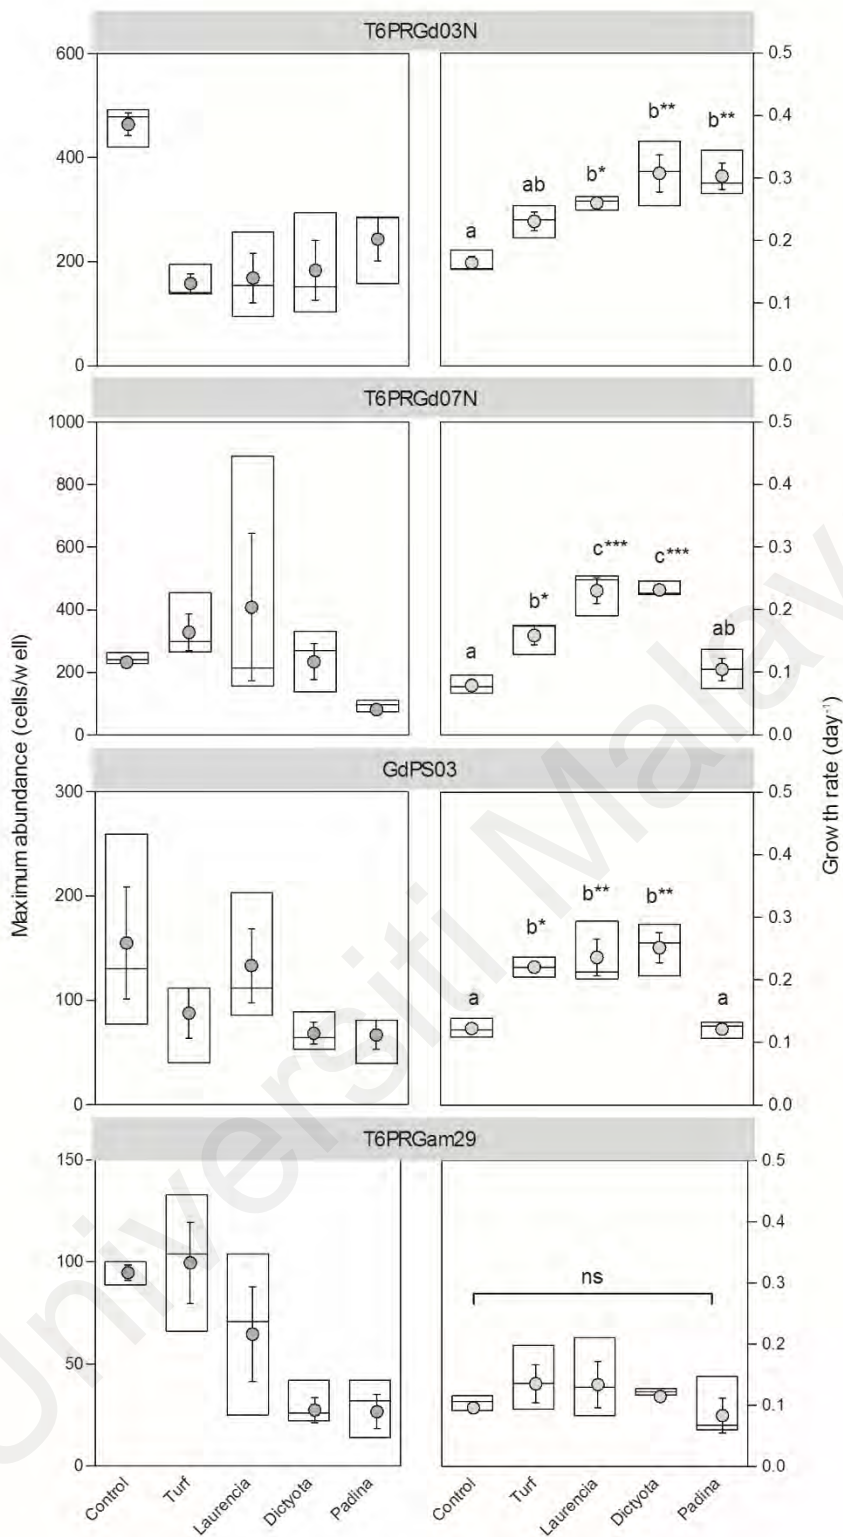 T6PRGd03N
600
400
200
0
a
ab
b*
b**
b**
0.5
0.4
0.3
0.2
0.1
0.0
T6PRGd07N
1000
800
600
400
200
0
a
b*
c***
c***
ab
0.5
0.4
0.3
0.2
0.1
0.0
Maximum abundance (cells/w ell)
Growth rate (day-1)
GdPS03
300
200
100
0
a
b*
b**
b**
a
0.5
0.4
0.3
0.2
0.1
0.0
T6PRGam29
150
100
50
0
ns
0.5
0.4
0.3
0.2
0.1
0.0
Control
Turf
Laurencia
Dictyota
Padina
Control
Turf
Laurencia
Dictyota
Padina
Universiti Malay